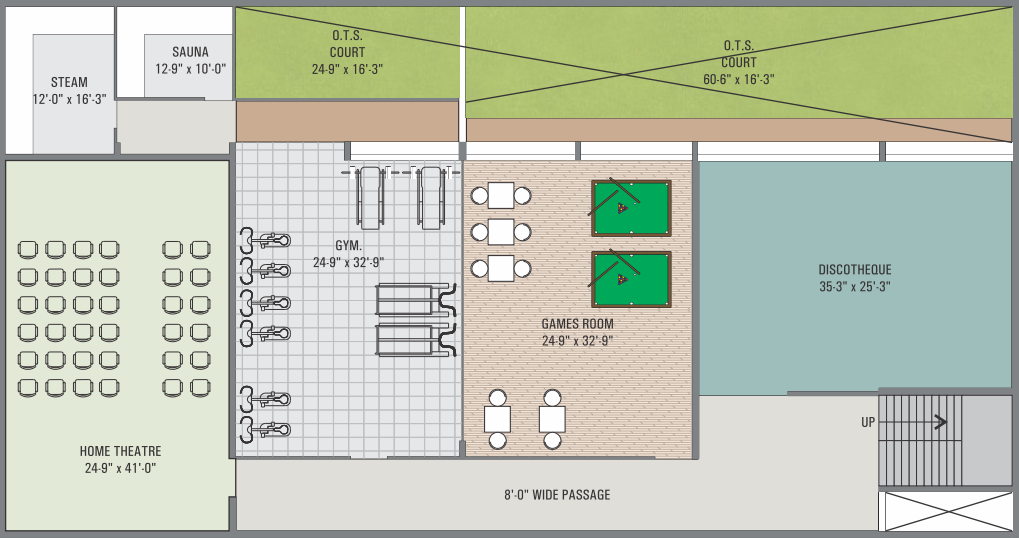 O.T.S.
COURT
24'-9" x 16'-3"
O.T.S.
COURT
60'-6" x 16'-3"
SAUNA
12'-9" x 10'-0"
STEAM
12'-0" x 16'-3"
GYM.
24'-9" x 32'-9"
DISCOTHEQUE
35'-3" x 25'-3"
GAMES ROOM
24'-9" x 32'-9"
UP
HOME THEATRE
24'-9" x 41'-0"
8'-0" WIDE PASSAGE